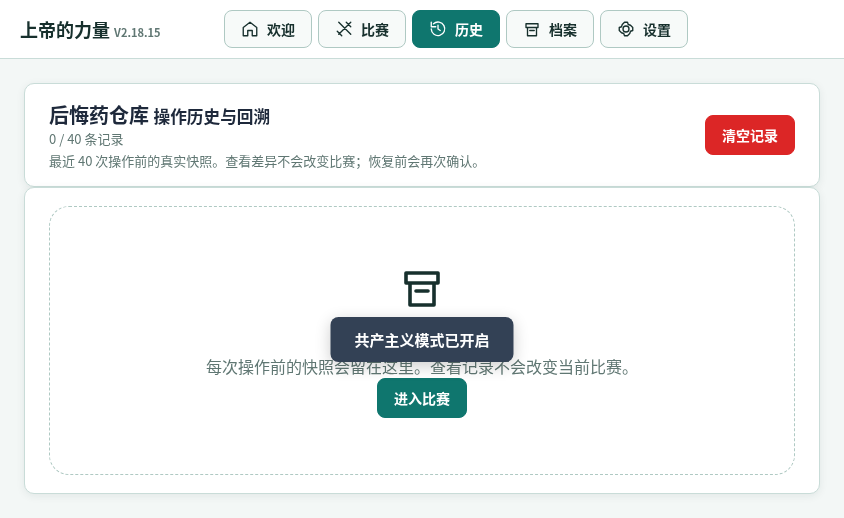 上帝的力量 V2.18.15
欢迎
比赛
历史
档案
设置
后悔药仓库 操作历史与回溯
0 / 40 条记录
最近 40 次操作前的真实快照。查看差异不会改变比赛；恢复前会再次确认。
清空记录
共产主义模式已开启
每次操作前的快照会留在这里。查看记录不会改变当前比赛。
进入比赛